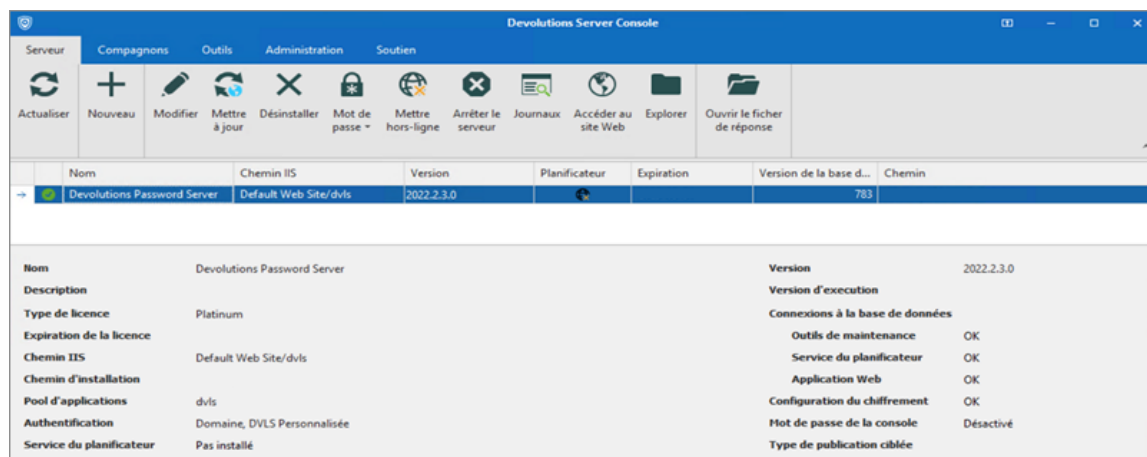 Devolutions Server Console
Serveur Compagnons Outils Administration Soutien
Actualiser Nouveau Modifier Mettre à jour Désinstaller Mot de passe Mettre hors-ligne Arrêter le serveur Journaux Accéder au site Web Explorer Ouvrir le ficher de réponse
Nom Chemin IIS Version Planificateur Expiration Version de la base d... Chemin
Devolutions Password Server Default Web Site/dvls 2022.2.3.0 783
Nom Devolutions Password Server Version 2022.2.3.0
Description Version d'execution
Type de licence Platinum Connexions à la base de données
Expiration de la licence Outils de maintenance OK
Chemin IIS Default Web Site/dvls Service du planificateur OK
Chemin d'installation Application Web OK
Pool d'applications dvls Configuration du chiffrement OK
Authentification Domaine, DVLS Personnalisée Mot de passe de la console Désactivé
Service du planificateur Pas installé Type de publication ciblée